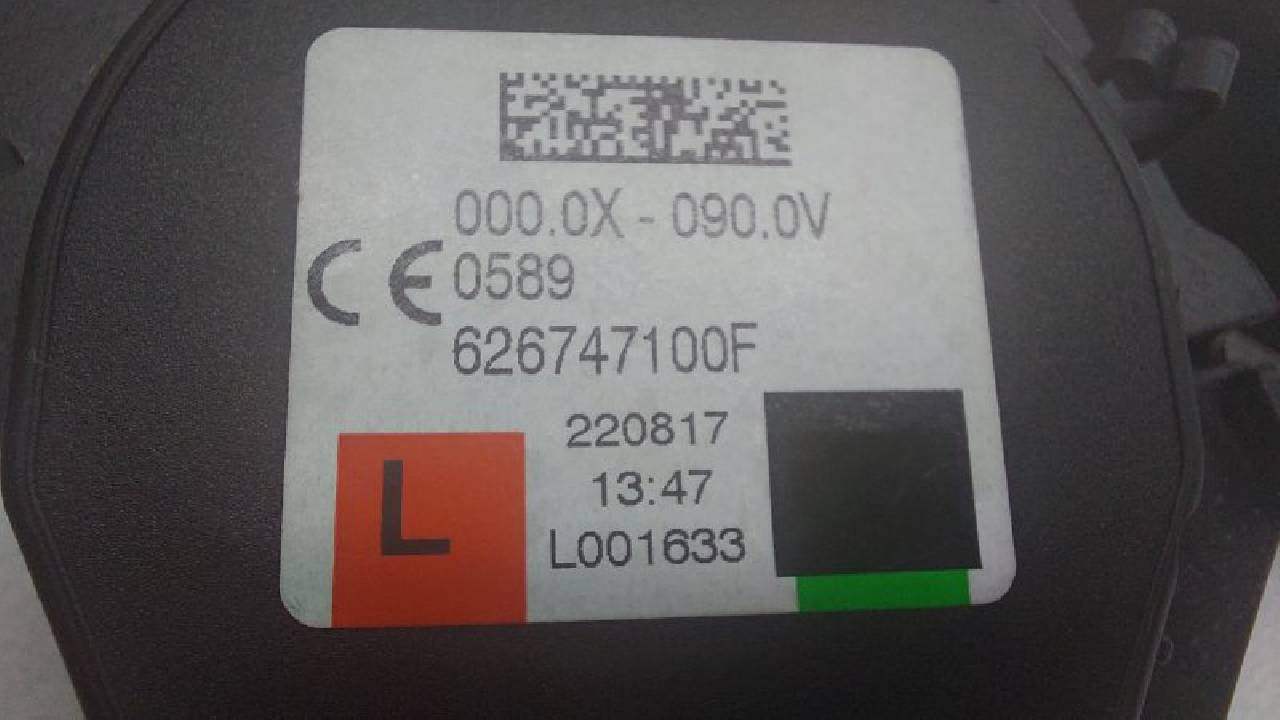 000.0X - 090.0V
CE 0589
626747100F
220817
13:47
L001633
L